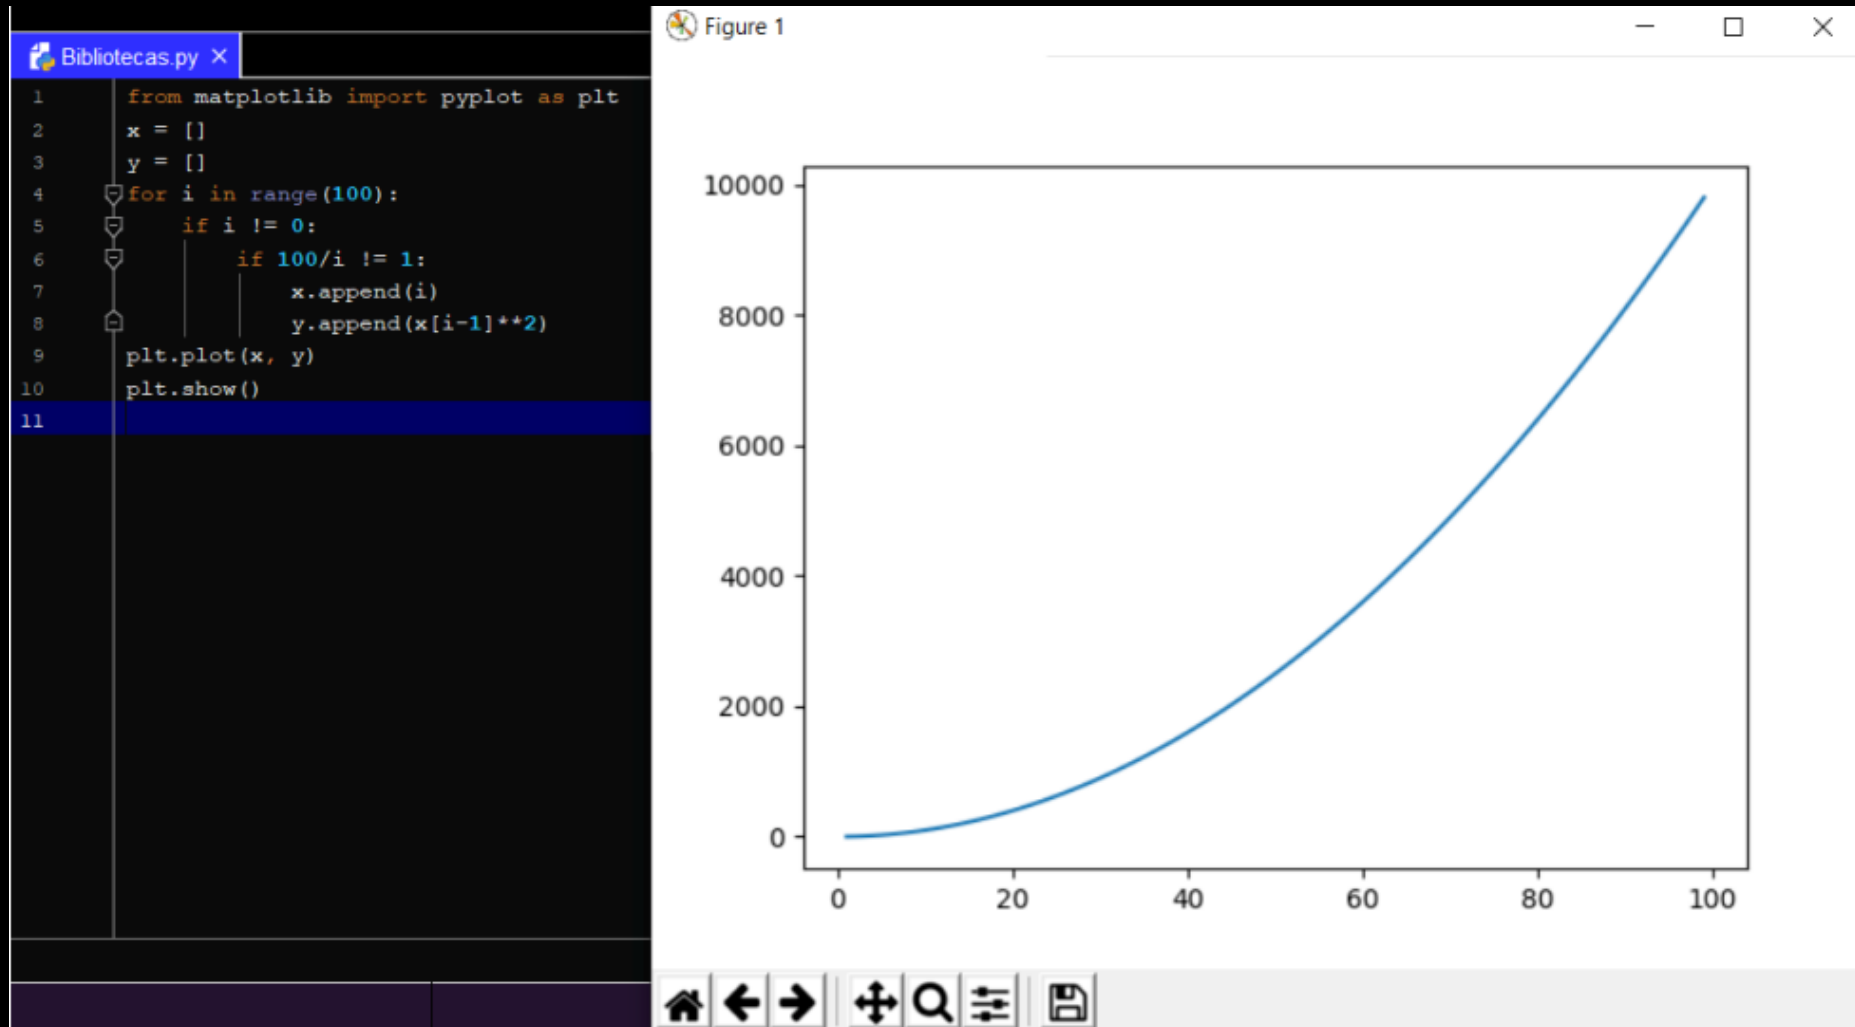 Bibliotecas.py
1 from matplotlib import pyplot as plt
2 x = []
3 y = []
4 for i in range(100):
5     if i != 0:
6         if 100/i != 1:
7             x.append(i)
8             y.append(x[i-1]**2)
9 plt.plot(x, y)
10 plt.show()
11
Figure 1
10000
8000
6000
4000
2000
0
0 20 40 60 80 100